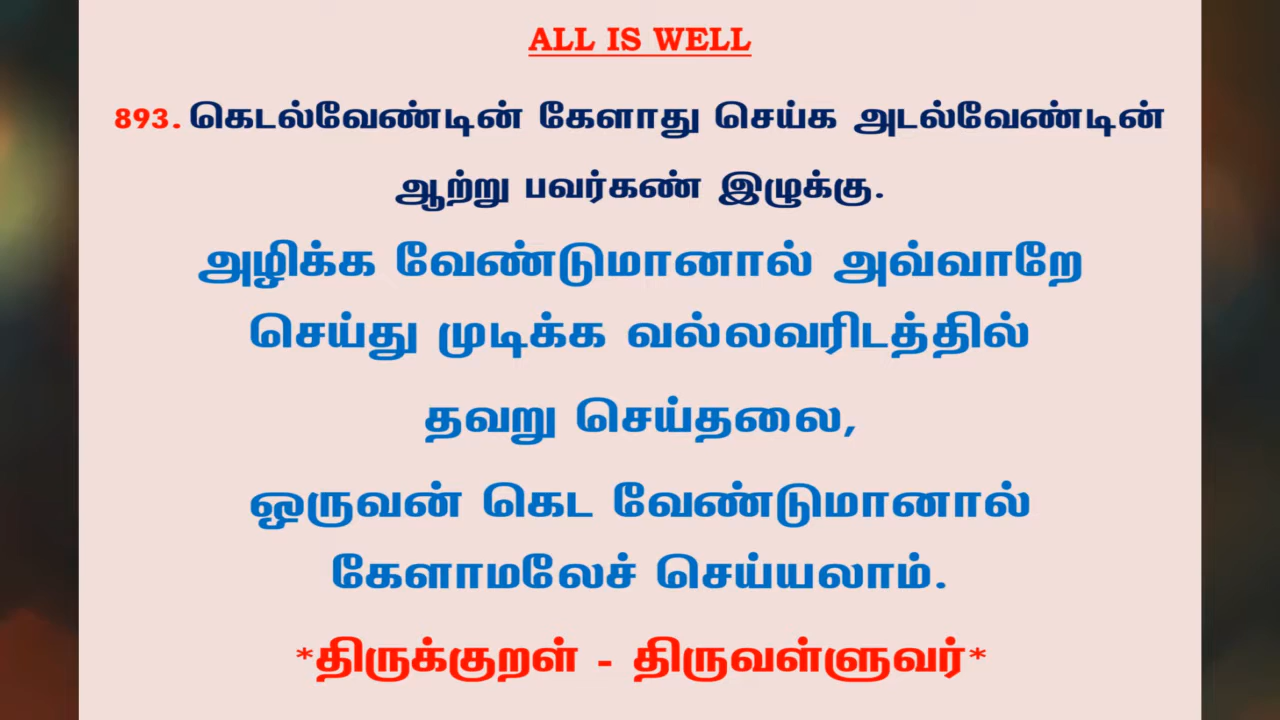 ALL IS WELL
893. கெடல்வேண்டின் கேளாது செய்க அடல்வேண்டின்
ஆற்று பவர்கண் இழுக்கு.
அழிக்க வேண்டுமானால் அவ்வாறே
செய்து முடிக்க வல்லவரிடத்தில்
தவறு செய்தலை,
ஒருவன் கெட வேண்டுமானால்
கேளாமலேச் செய்யலாம்.
*திருக்குறள் - திருவள்ளுவர்*